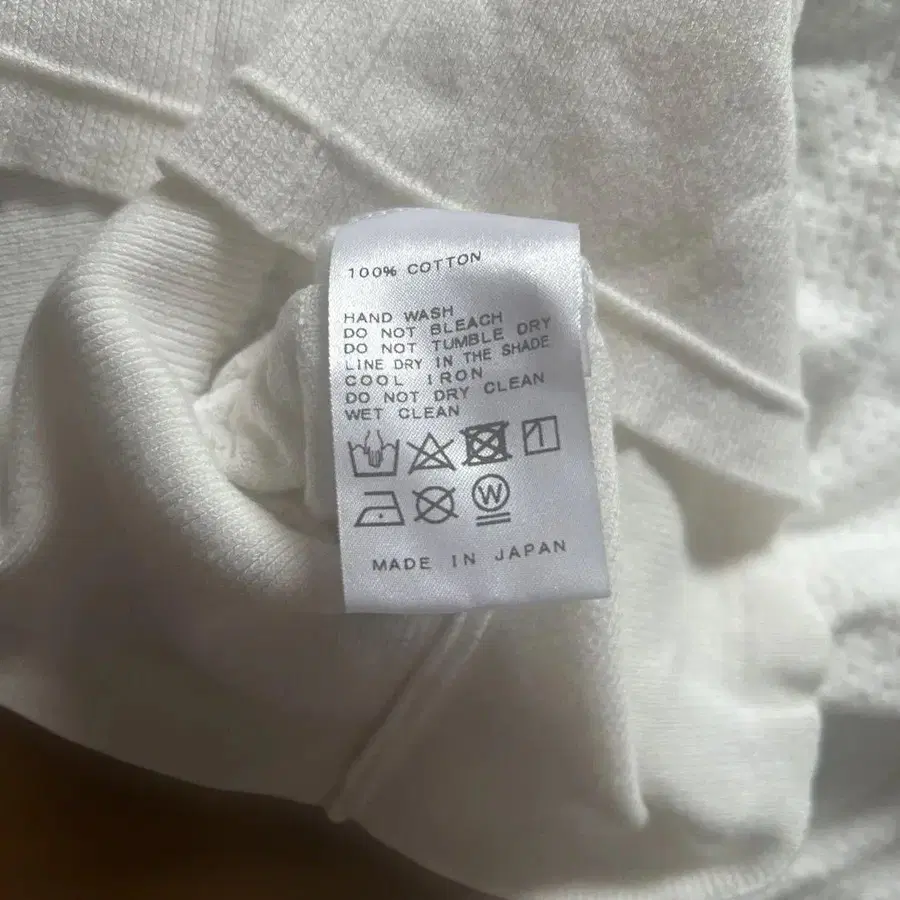 100% COTTON
HAND WASH
DO NOT BLEACH
DO NOT TUMBLE DRY
LINE DRY IN THE SHADE
COOL IRON
DO NOT DRY CLEAN
WET CLEAN
W
MADE IN JAPAN